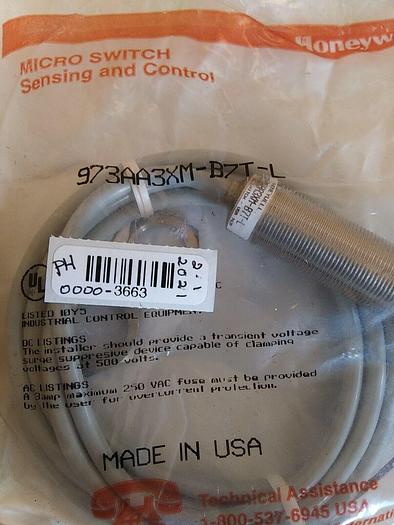 Honeyw
MICRO SWITCH
Sensing and Control
973AA3XM-B7T-L
PH
2-1
2021
0000-3663
UL
C
LISTED 10Y5
INDUSTRIAL CONTROL EQUIPMENT
DC LISTINGS
The installer should provide a transient voltage
surge suppressive device capable of clamping
voltages at 500 volts.
AC LISTINGS
A 3amp maximum 250 VAC fuse must be provided
by the user for overcurrent protection.
MADE IN USA
Technical Assistance
1-800-537-6945 USA